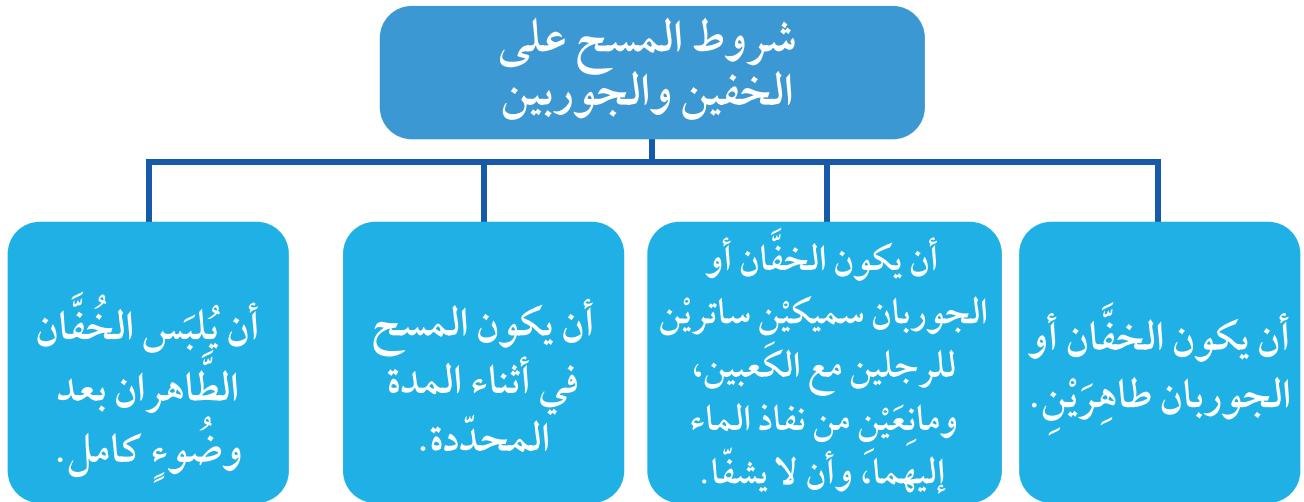 شروط المسح على
الخفين والجوربين
أن يكون الخفَّان أو
الجوربان طاهِرَيْنِ.
أن يكون الخفَّان أو
الجوربان سميكيْنِ ساتريْن
للرجلين مع الكَعبين،
ومانِعَيْنِ من نفاذ الماء
إليهما، وأن لا يشفّا.
أن يكون المسح
في أثناء المدة
المحدّدة.
أن يُلبَس الخُفَّان
الطَّاهران بعد
وضُوءٍ كامل.